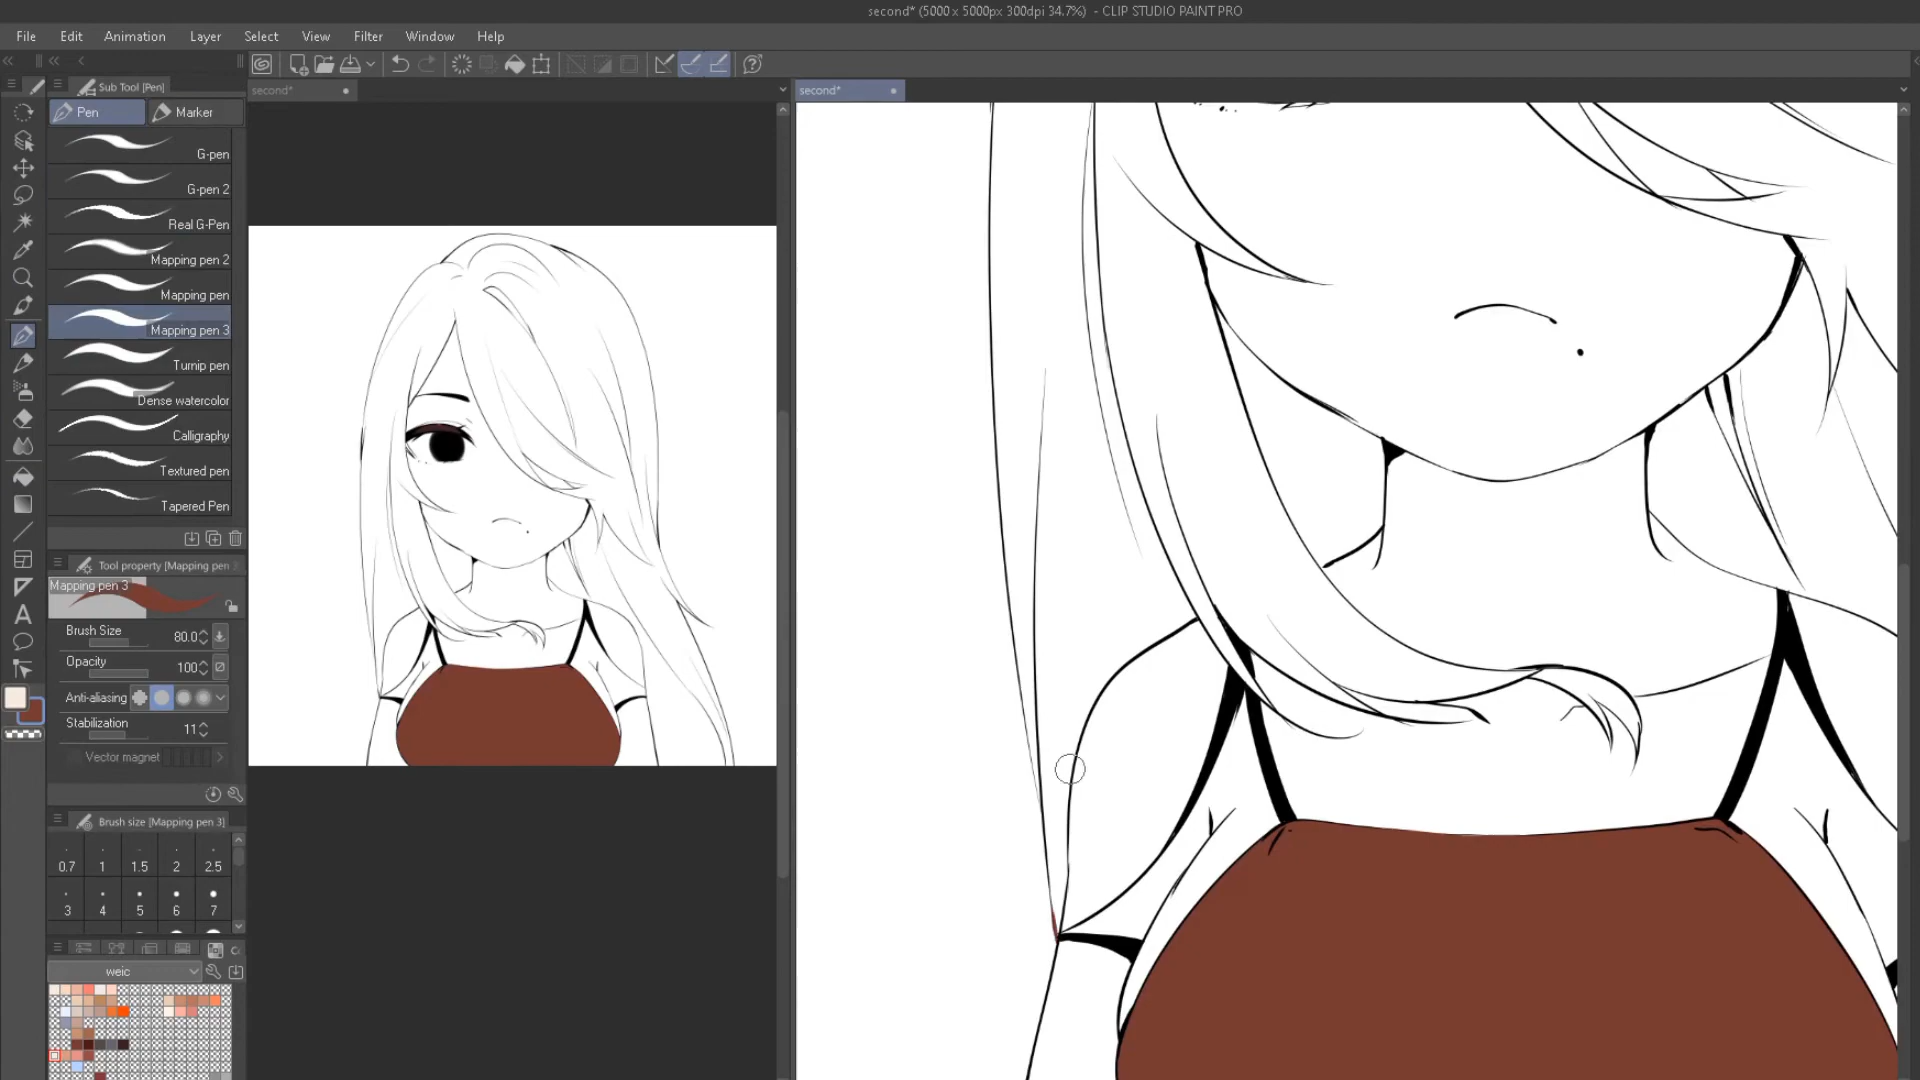 second* (5000 x 5000px 300dpi 34.7%) - CLIP STUDIO PAINT PRO
File Edit Animation Layer Select View Filter Window Help
Sub Tool [Pen]
second*
second*
Pen
Marker
G-pen
G-pen 2
Real G-Pen
Mapping pen 2
Mapping pen
Mapping pen 3
Turnip pen
Dense watercolor
Calligraphy
Textured pen
Tapered Pen
Tool property [Mapping pen
Mapping pen 3
Brush Size 80.0
Opacity 100
Anti-aliasing
Stabilization 11
Vector magnet
Brush size [Mapping pen 3]
0.7 1 1.5 2 2.5
3 4 5 6 7
weic